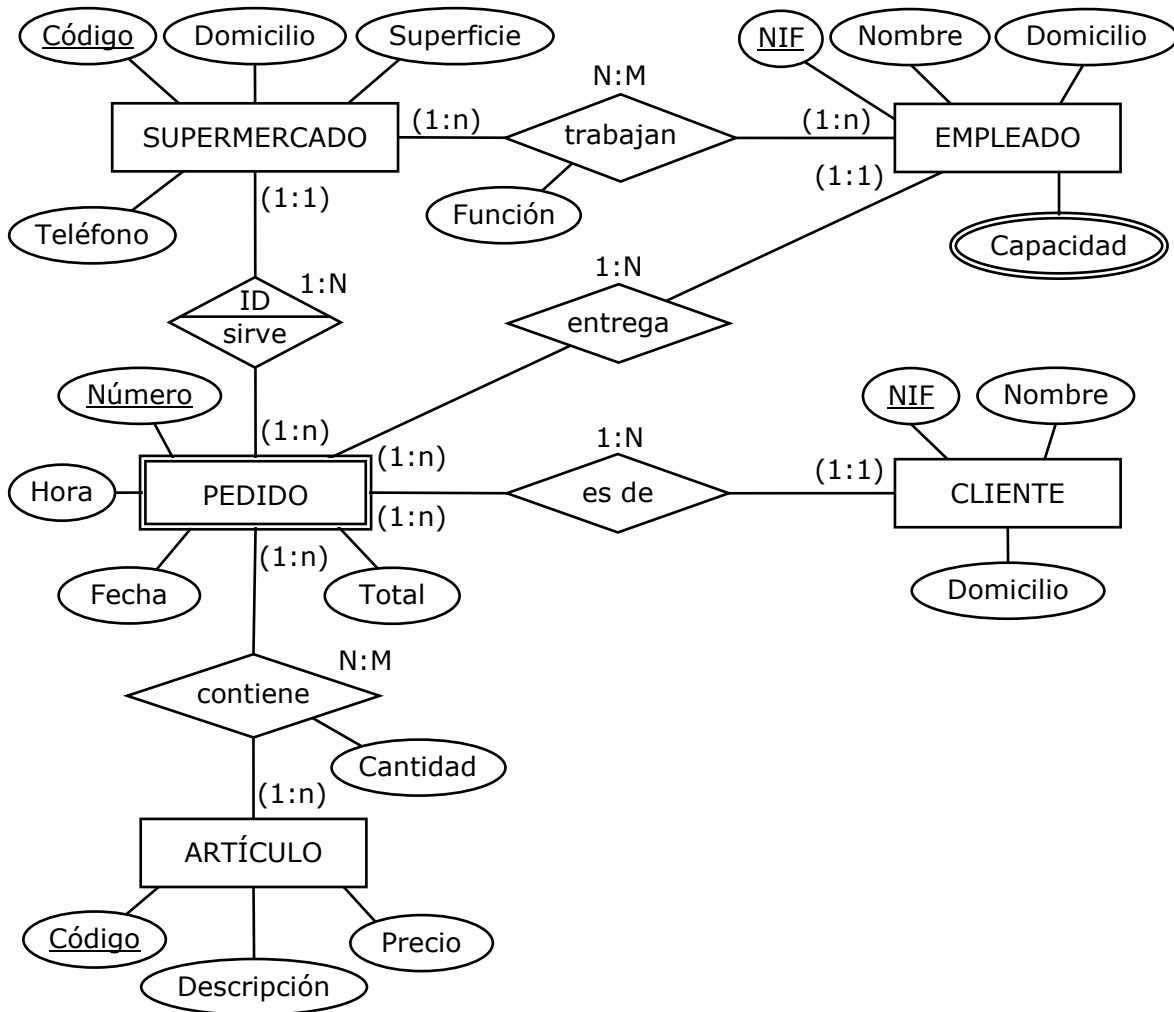 Código
Domicilio
Superficie
NIF
Nombre
Domicilio
N:M
SUPERMERCADO
(1:n)
trabajan
(1:n)
EMPLEADO
(1:1)
(1:1)
Teléfono
Función
Capacidad
1:N
1:N
ID
sirve
entrega
Número
NIF
Nombre
(1:n)
(1:n)
1:N
(1:1)
Hora
PEDIDO
es de
CLIENTE
(1:n)
(1:n)
Fecha
Total
Domicilio
N:M
contiene
Cantidad
(1:n)
ARTÍCULO
Código
Precio
Descripción